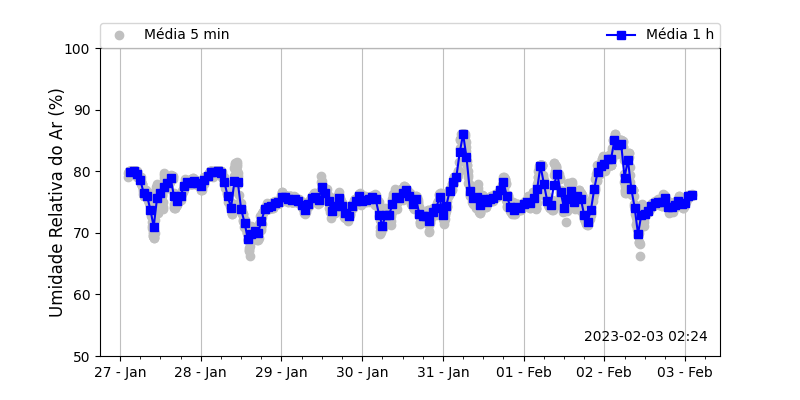 Média 5 min
Média 1 h
Umidade Relativa do Ar (%)
100
90
80
70
60
50
2023-02-03 02:24
27 - Jan
28 - Jan
29 - Jan
30 - Jan
31 - Jan
01 - Feb
02 - Feb
03 - Feb